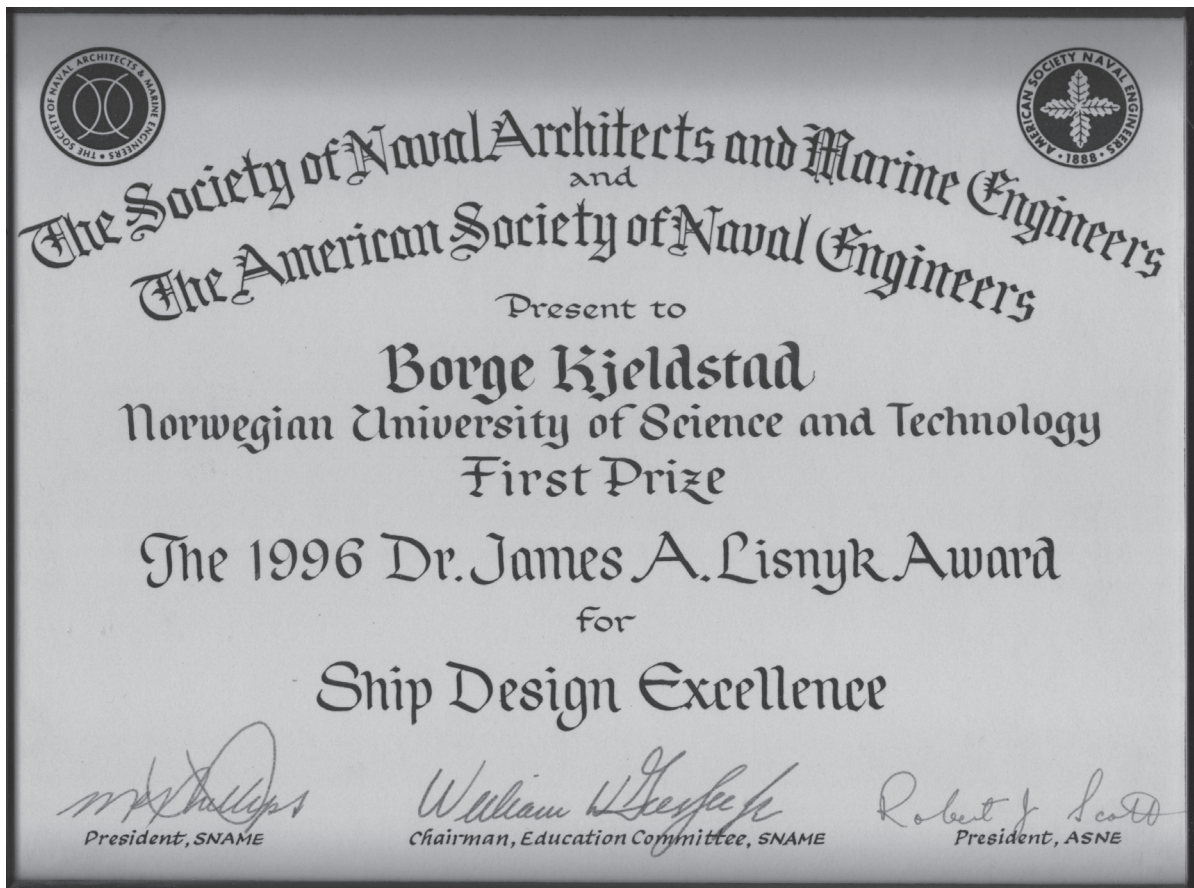 THE SOCIETY OF NAVAL ARCHITECTS & MARINE ENGINEERS
AMERICAN SOCIETY NAVAL ENGINEERS
· 1888 ·
The Society of Naval Architects and Marine Engineers
and
The American Society of Naval Engineers
Present to
Borge Kjeldstad
Norwegian University of Science and Technology
First Prize
The 1996 Dr. James A. Lisnyk Award
for
Ship Design Excellence
Phillips
William
Robert J Scott
President, SNAME
Chairman, Education Committee, SNAME
President, ASNE